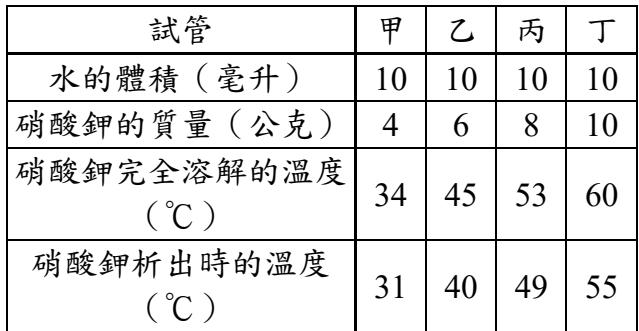 試管 甲 乙 丙 丁
水的體積（毫升） 10 10 10 10
硝酸鉀的質量（公克） 4 6 8 10
硝酸鉀完全溶解的溫度
（℃） 34 45 53 60
硝酸鉀析出時的溫度
（℃） 31 40 49 55